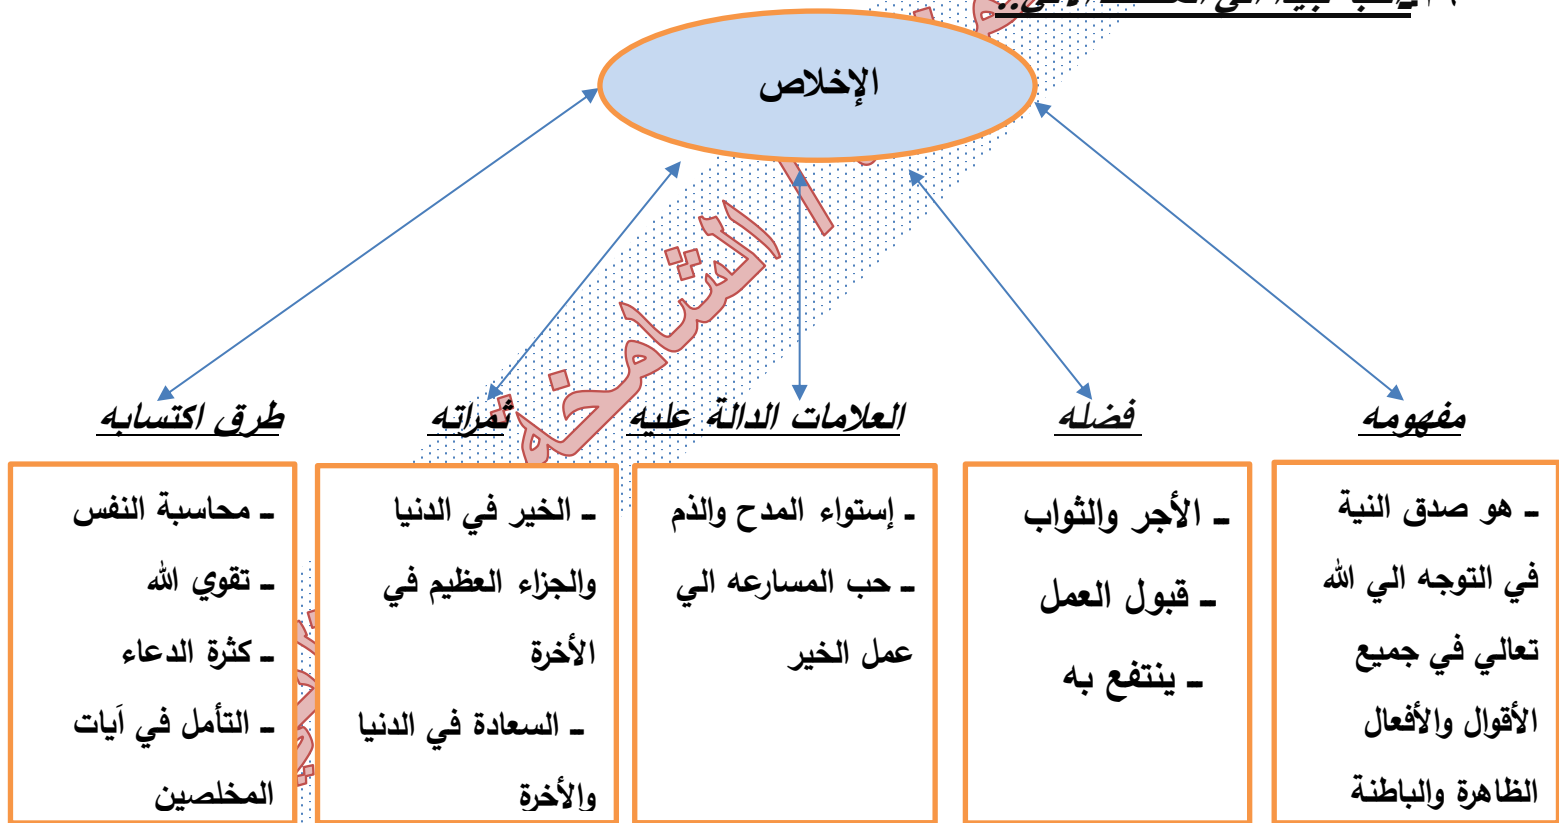 الإخلاص
مفهومه
ـ هو صدق النية
في التوجه الي الله
تعالي في جميع
الأقوال والأفعال
الظاهرة والباطنة
فضله
ـ الأجر والثواب
ـ قبول العمل
ـ ينتفع به
العلامات الدالة عليه
ـ إستواء المدح والذم
ـ حب المسارعه الي
عمل الخير
ثمراته
ـ الخير في الدنيا
والجزاء العظيم في
الأخرة
ـ السعادة في الدنيا
والأخرة
طرق اكتسابه
ـ محاسبة النفس
ـ تقوي الله
ـ كثرة الدعاء
ـ التأمل في آيات
المخلصين
الشامخة